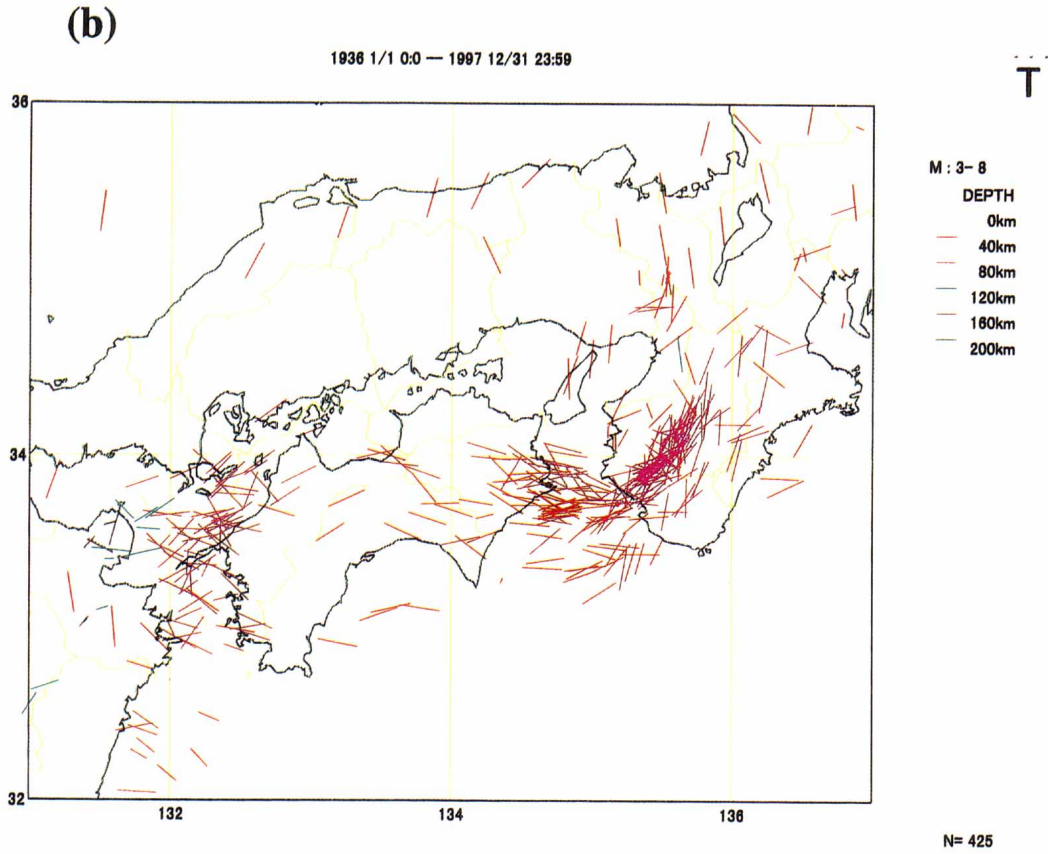 (b)
1936 1/1 0:0 — 1997 12/31 23:59
T
36
34
32
132
134
136
M : 3- 8
DEPTH
0km
40km
80km
120km
160km
200km
N= 425